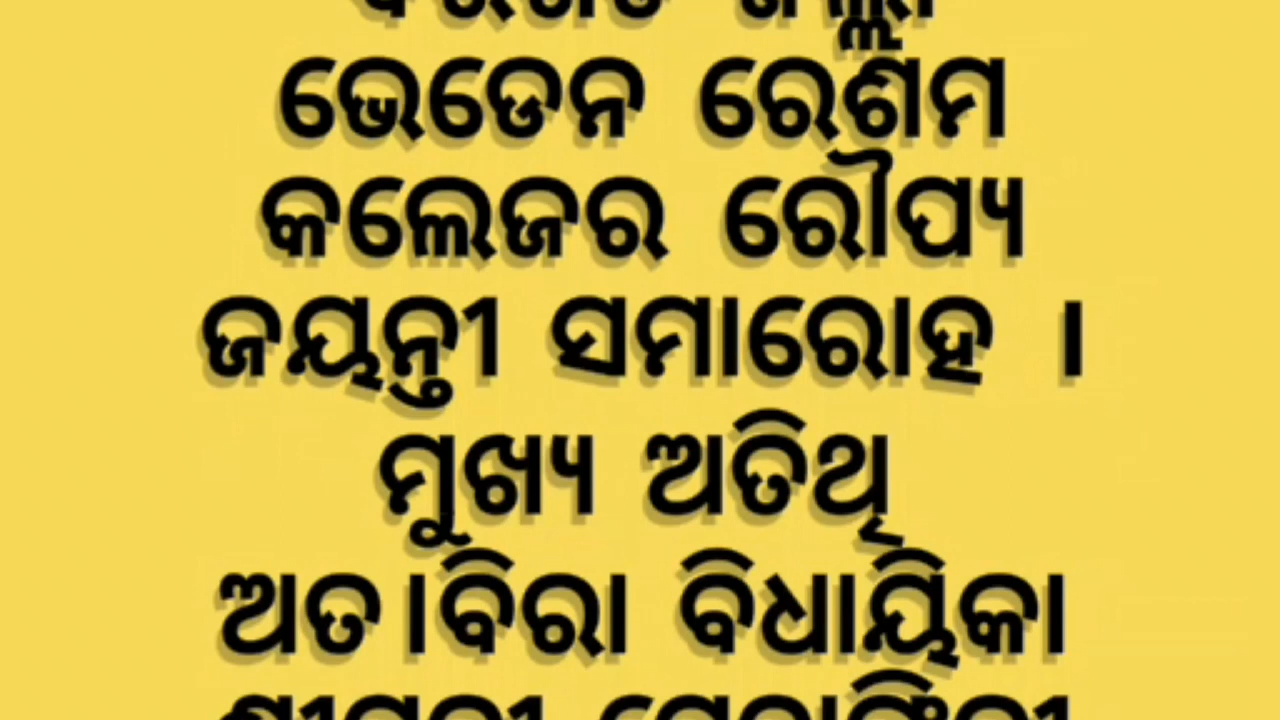 ଭେଡେନ ରେଶମ
କଲେଜର ରୌପ୍ୟ
ଜୟନ୍ତୀ ସମାରୋହ ।
ମୁଖ୍ୟ ଅତିଥି
ଅତ।ବିରା ବିଧାୟିକା